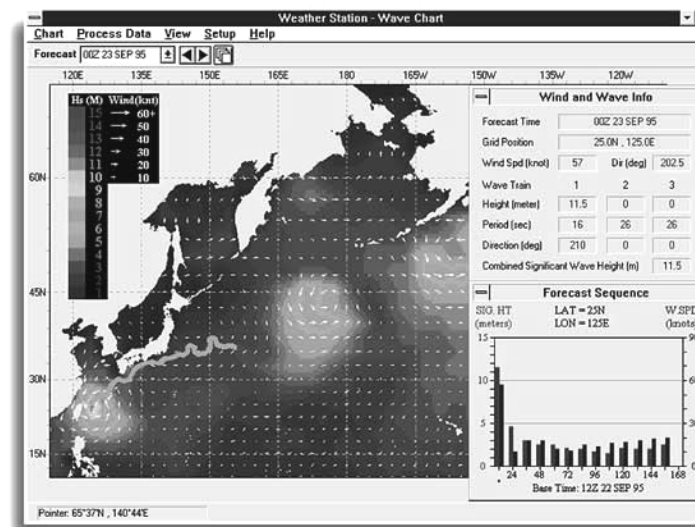 Weather Station - Wave Chart
Chart Process Data View Setup Help
Forecast 00Z 23 SEP 95
120E 135E 150E 165E 180 165W 150W 135W 120W
Hs (M) Wind(knt)
15 60+
14 50
13 40
12 30
11 20
10 10
9
8
7
6
5
4
60N
45N
30N
15N
Wind and Wave Info
Forecast Time 00Z 23 SEP 95
Grid Position 25.0N , 125.0E
Wind Spd (knot) 57 Dir (deg) 202.5
Wave Train 1 2 3
Height (meter) 11.5 0 0
Period (sec) 16 26 26
Direction (deg) 210 0 0
Combined Significant Wave Height (m) 11.5
Forecast Sequence
SIG. HT LAT = 25N W.SPD
(meters) LON = 125E (knots)
15
10
5
0
24 48 72 96 120 144 168
Base Time: 12Z 22 SEP 95
Pointer: 65°37'N , 140°44'E